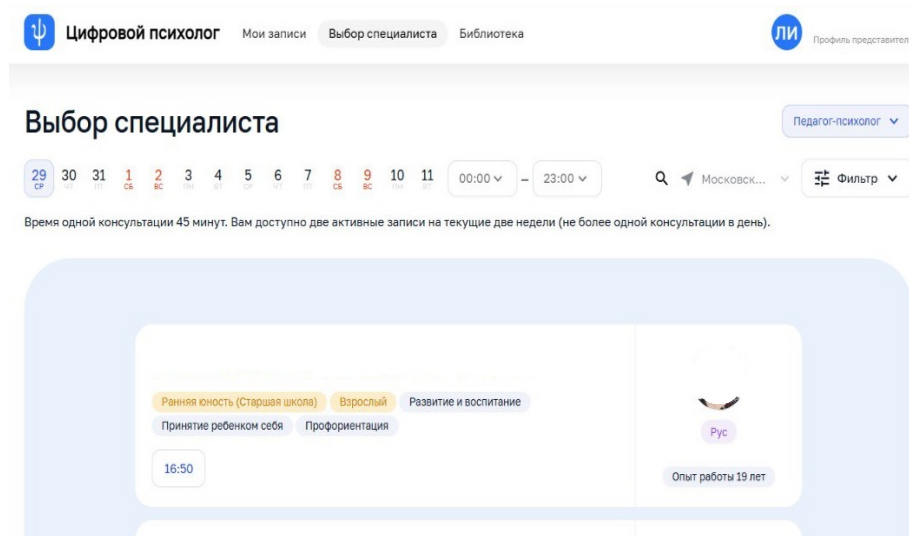 Цифровой психолог Мои записи Выбор специалиста Библиотека ЛИ Профиль представител
Выбор специалиста Педагог-психолог
29 30 31 1 2 3 4 5 6 7 8 9 10 11 00:00 – 23:00 Московск... Фильтр
СР ЧТ ПТ СБ ВС ПН ВТ СР ЧТ ПТ СБ ВС ПН ВТ
Время одной консультации 45 минут. Вам доступно две активные записи на текущие две недели (не более одной консультации в день).
Ранняя юность (Старшая школа) Взрослый Развитие и воспитание
Принятие ребенком себя Профориентация
Рус
16:50
Опыт работы 19 лет